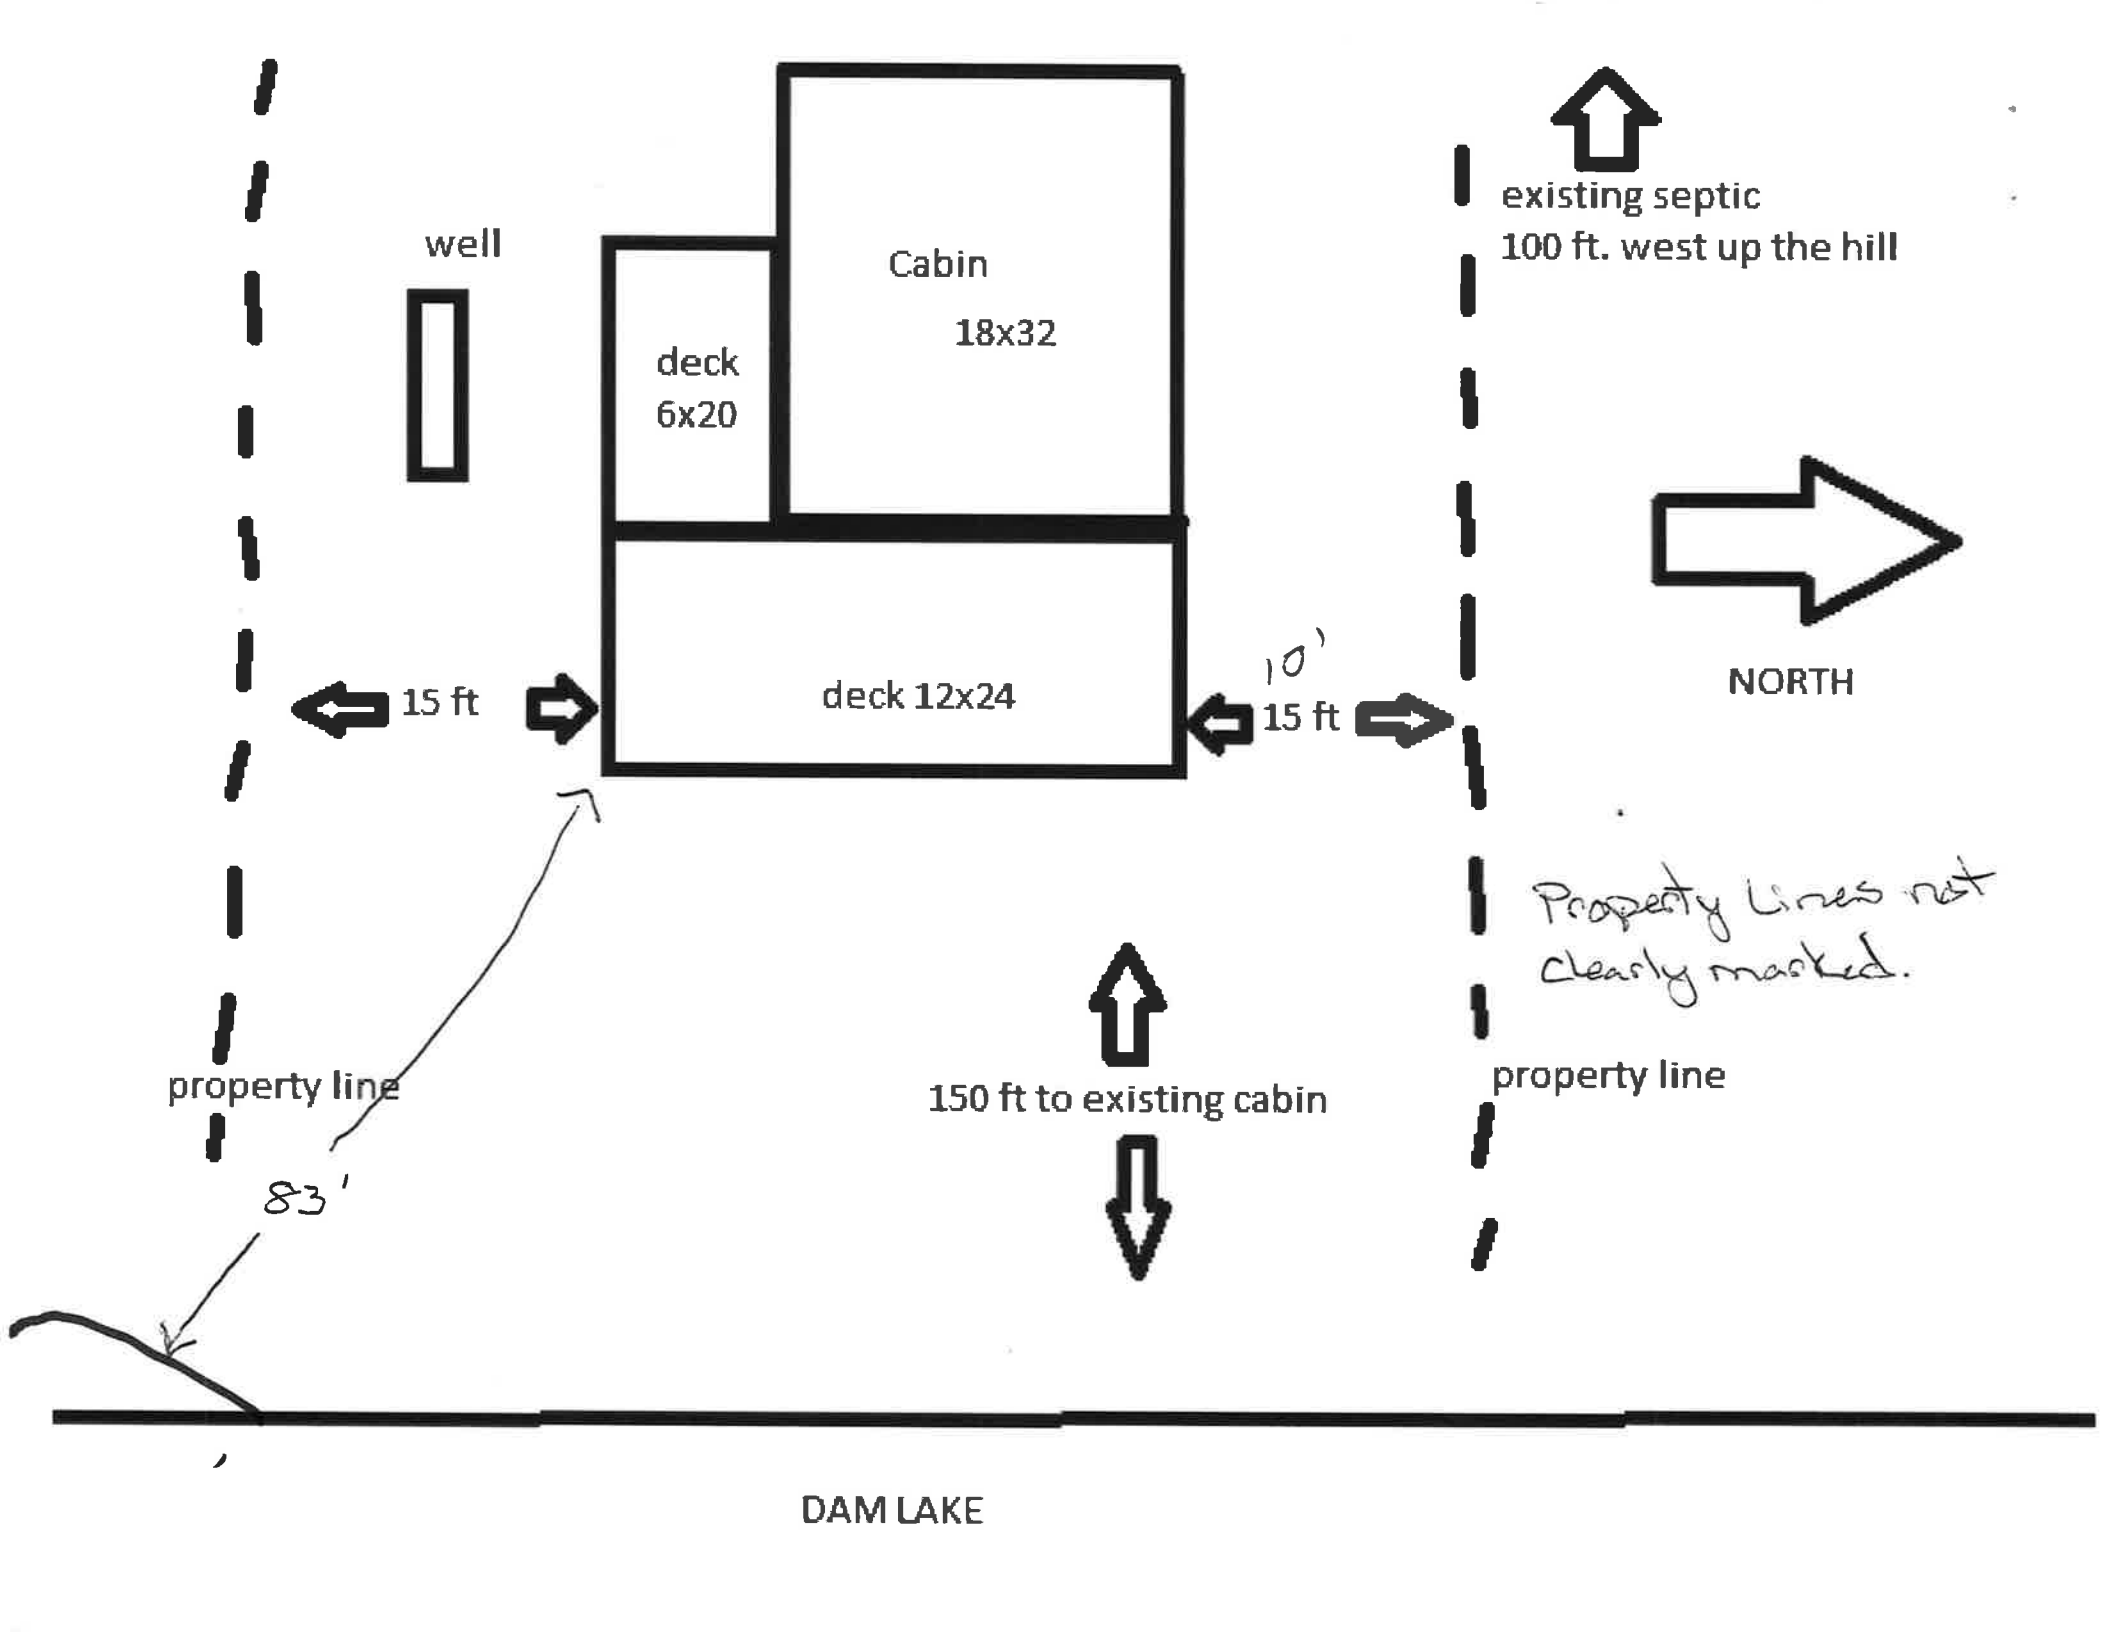 existing septic
100 ft. west up the hill
well
Cabin
18x32
deck
6x20
NORTH
10'
15 ft
deck 12x24
15 ft
Property Lines not
clearly marked.
property line
property line
150 ft to existing cabin
83'
DAM LAKE